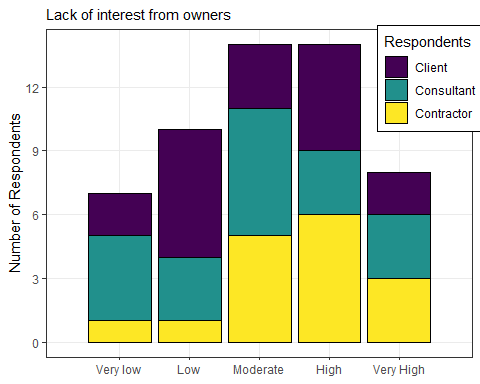 Lack of interest from owners
Respondents
Client
Consultant
Contractor
Number of Respondents
12
9
6
3
0
Very low
Low
Moderate
High
Very High